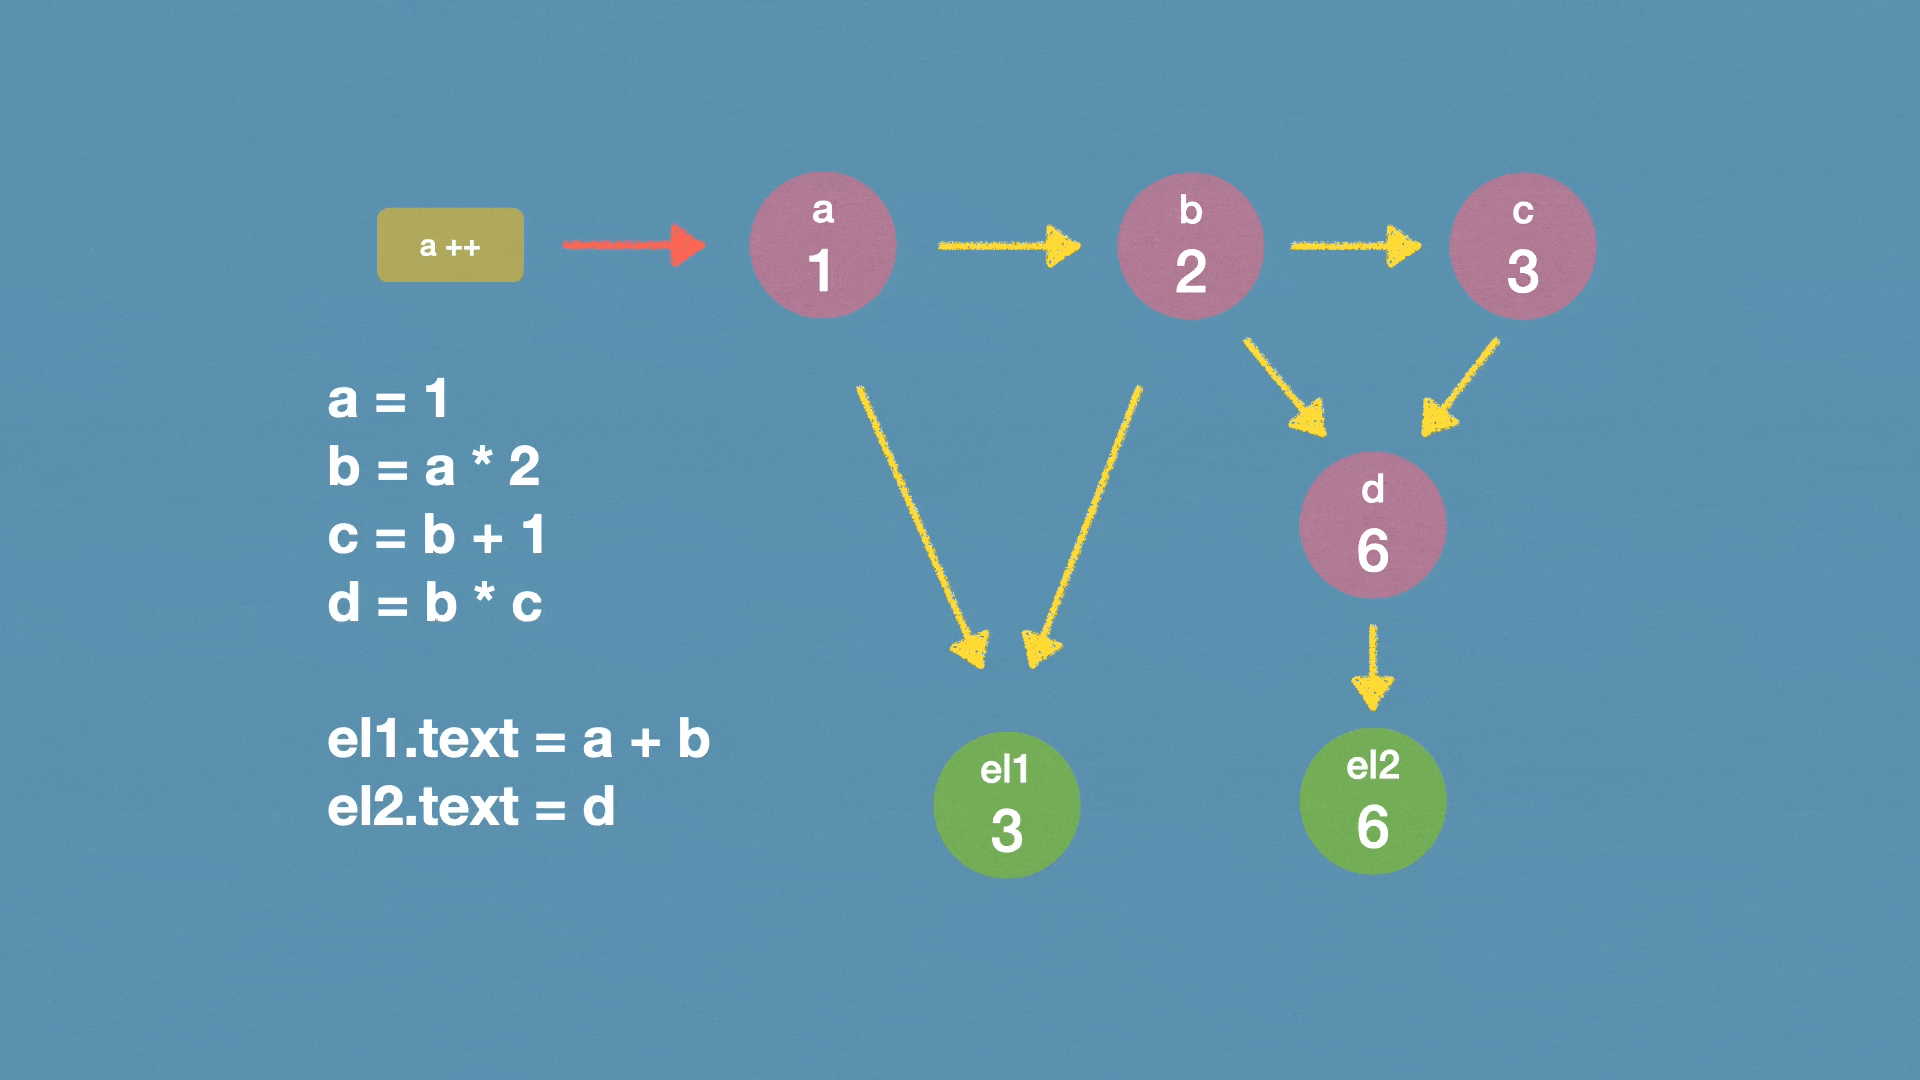 a ++
a
1
b
2
c
3
a = 1
b = a * 2
c = b + 1
d = b * c
d
6
el1.text = a + b
el2.text = d
el1
3
el2
6